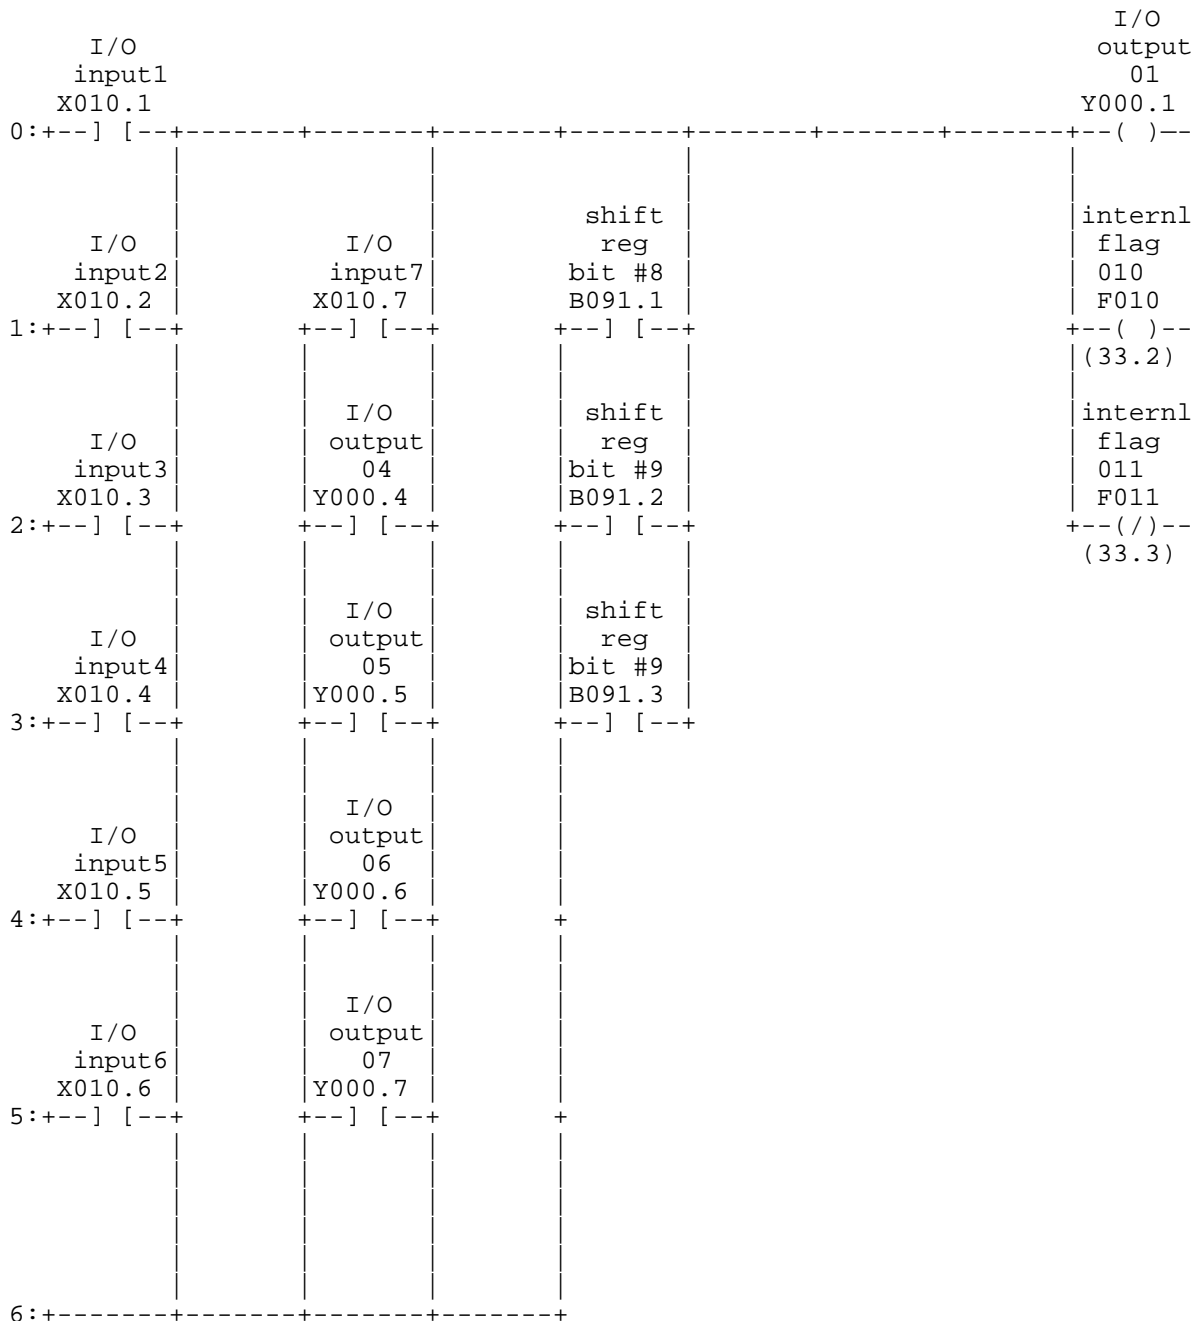 I/O
     I/O                                                            output
    input1                                                            01
   X010.1                                                          Y000.1
0:+--] [--+-------+-------+-------+-------+-------+-------+-------+--( )--
          |               |               |                       |
          |               |               |                       |
          |               |         shift |                       |internl
     I/O  |          I/O  |          reg  |                       | flag
    input2|         input7|        bit #8 |                       | 010
   X010.2 |        X010.7 |        B091.1 |                       | F010
1:+--] [--+       +--] [--+       +--] [--+                       +--( )--
          |       |       |       |       |                       |(33.2)
          |       |       |       |       |                       |
          |       |  I/O  |       | shift |                       |internl
     I/O  |       | output|       |  reg  |                       | flag
    input3|       |   04  |       |bit #9 |                       | 011
   X010.3 |       |Y000.4 |       |B091.2 |                       | F011
2:+--] [--+       +--] [--+       +--] [--+                       +--(/)--
          |       |       |       |       |                        (33.3)
          |       |       |       |       |
          |       |  I/O  |       | shift |
     I/O  |       | output|       |  reg  |
    input4|       |   05  |       |bit #9 |
   X010.4 |       |Y000.5 |       |B091.3 |
3:+--] [--+       +--] [--+       +--] [--+
          |       |       |       |
          |       |       |       |
          |       |  I/O  |       |
     I/O  |       | output|       |
    input5|       |   06  |       |
   X010.5 |       |Y000.6 |       |
4:+--] [--+       +--] [--+       +
          |       |       |       |
          |       |       |       |
          |       |  I/O  |       |
     I/O  |       | output|       |
    input6|       |   07  |       |
   X010.6 |       |Y000.7 |       |
5:+--] [--+       +--] [--+       +
          |       |       |       |
          |       |       |       |
          |       |       |       |
          |       |       |       |
          |       |       |       |
          |       |       |       |
6:+-------+-------+-------+-------+